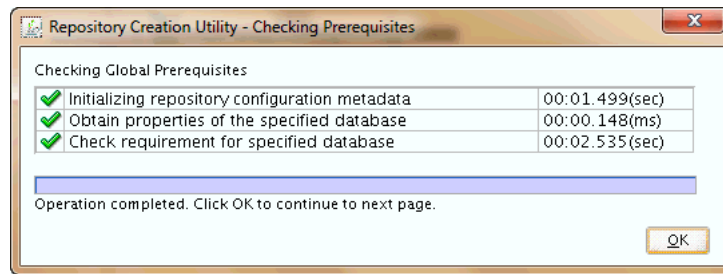 Repository Creation Utility - Checking Prerequisites
Checking Global Prerequisites
Initializing repository configuration metadata 00:01.499(sec)
Obtain properties of the specified database 00:00.148(ms)
Check requirement for specified database 00:02.535(sec)
Operation completed. Click OK to continue to next page.
OK